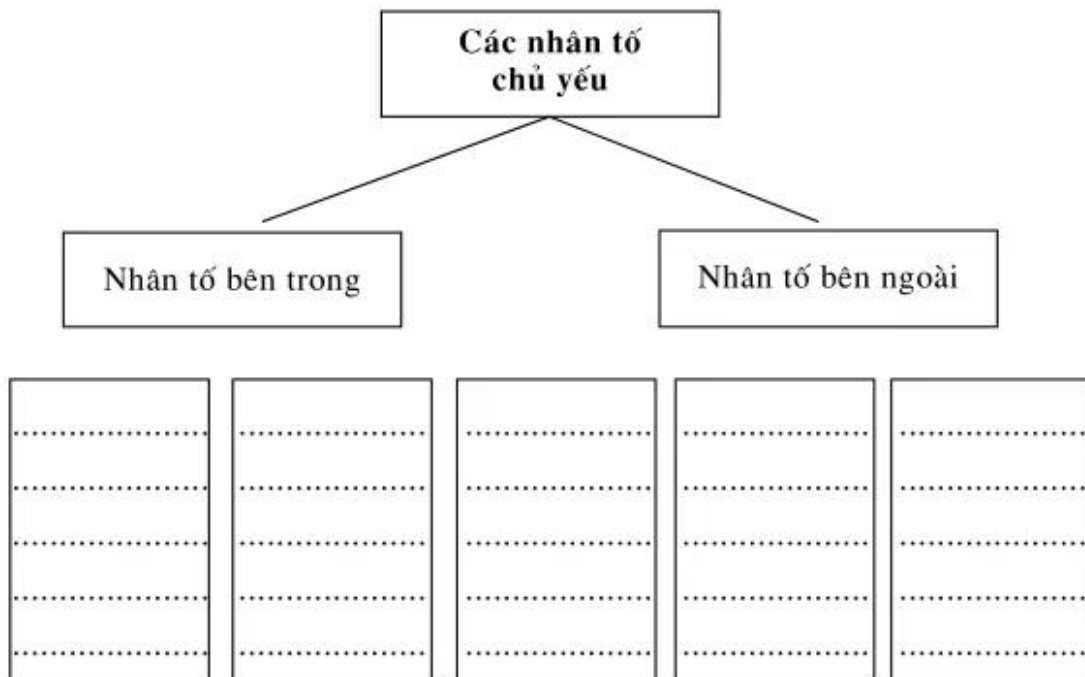 Các nhân tố
chủ yếu
Nhân tố bên trong
Nhân tố bên ngoài